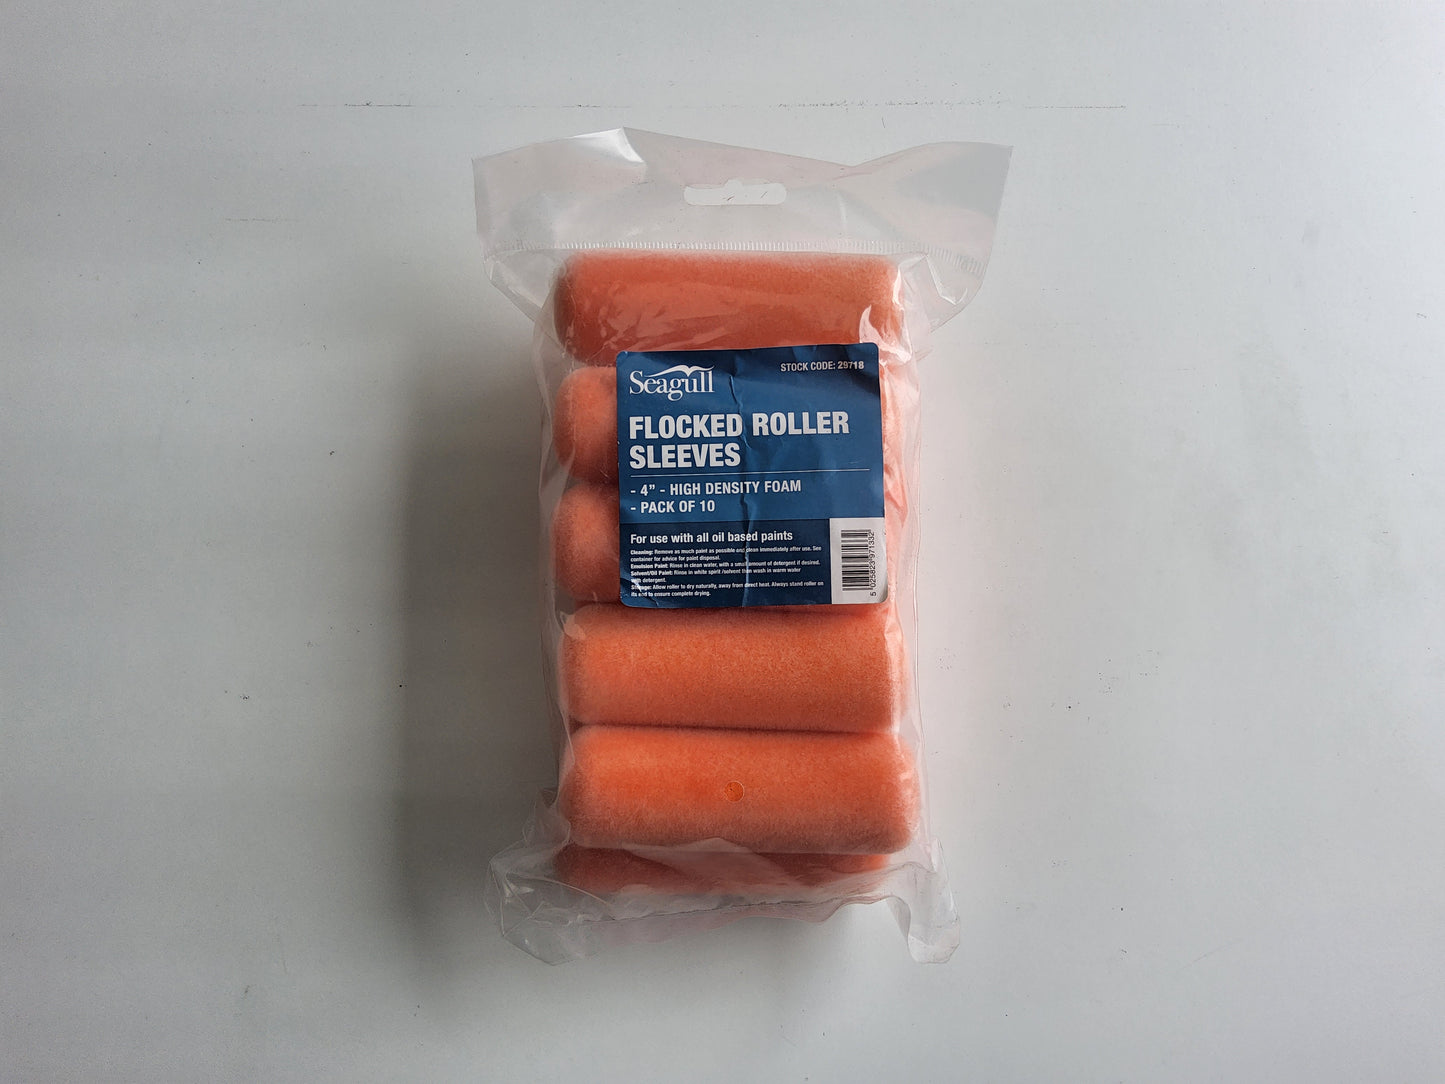 Seagull
STOCK CODE: 29718
FLOCKED ROLLER
SLEEVES
- 4” - HIGH DENSITY FOAM
- PACK OF 10
For use with all oil based paints
Cleaning: Remove as much paint as possible and clean immediately after use. See
container for advice for paint disposal.
Emulsion Paint: Rinse in clean water, with a small amount of detergent if desired.
Solvent/Oil Paint: Rinse in white spirit /solvent then wash in warm water
with detergent.
Storage: Allow roller to dry naturally, away from direct heat. Always stand roller on
its end to ensure complete drying.
5 025823 971332